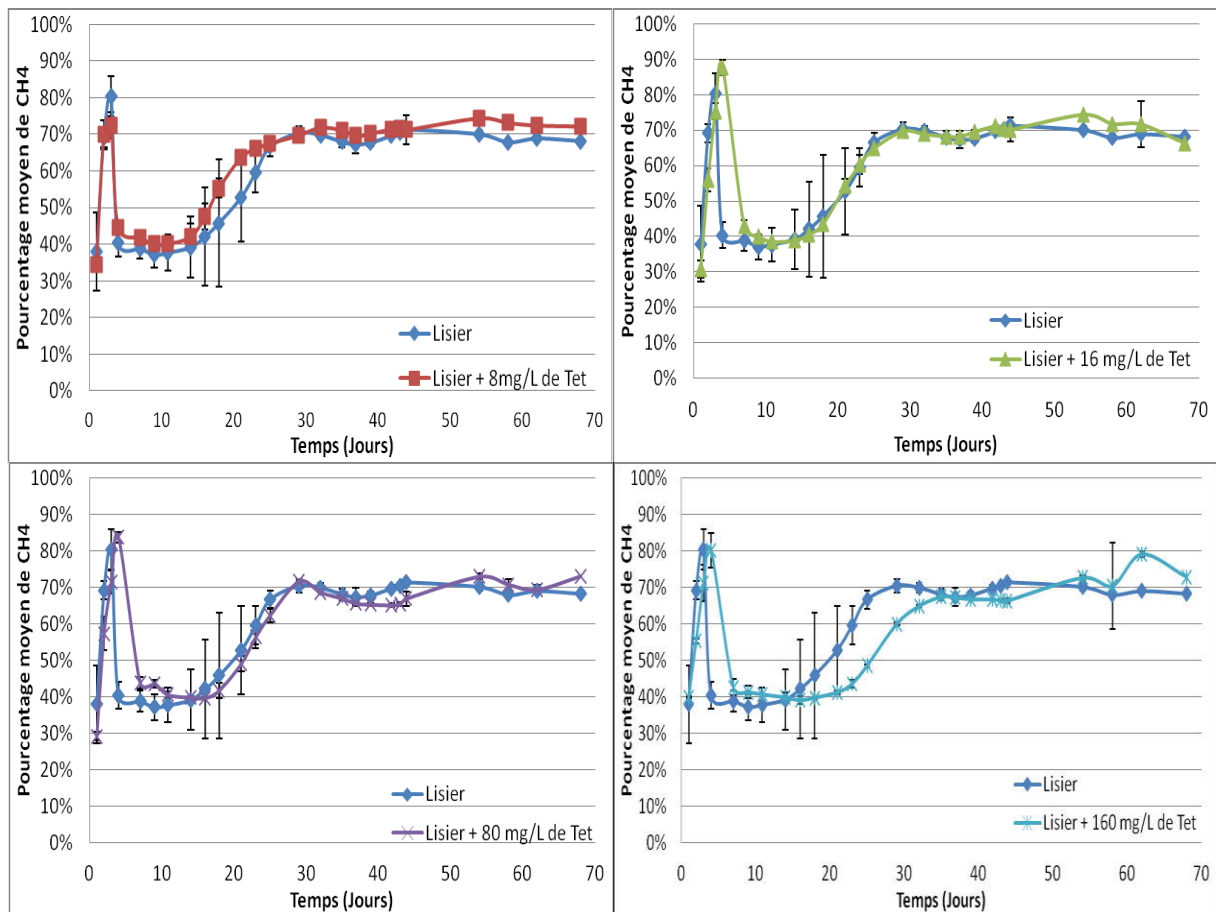 Pourcentage moyen de CH4
100%
90%
80%
70%
60%
50%
40%
30%
20%
10%
0%
Lisier
Lisier + 8mg/L de Tet
0 10 20 30 40 50 60 70
Temps (Jours)
Pourcentage moyen de CH4
100%
90%
80%
70%
60%
50%
40%
30%
20%
10%
0%
Lisier
Lisier + 16 mg/L de Tet
0 10 20 30 40 50 60 70
Temps (Jours)
Pourcentage moyen de CH4
100%
90%
80%
70%
60%
50%
40%
30%
20%
10%
0%
Lisier
Lisier + 80 mg/L de Tet
0 10 20 30 40 50 60 70
Temps (Jours)
Pourcentage moyen de CH4
100%
90%
80%
70%
60%
50%
40%
30%
20%
10%
0%
Lisier
Lisier + 160 mg/L de Tet
0 10 20 30 40 50 60 70
Temps (Jours)